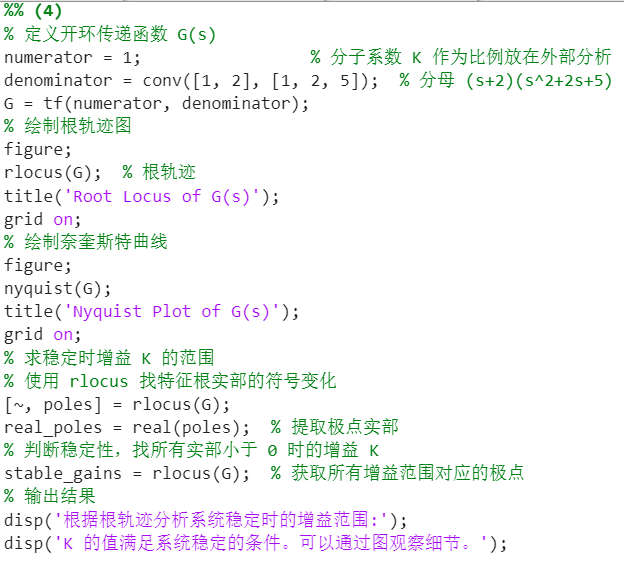 %% (4)
% 定义开环传递函数 G(s)
numerator = 1; % 分子系数 K 作为比例放在外部分析
denominator = conv([1, 2], [1, 2, 5]); % 分母 (s+2)(s^2+2s+5)
G = tf(numerator, denominator);
% 绘制根轨迹图
figure;
rlocus(G); % 根轨迹
title('Root Locus of G(s)');
grid on;
% 绘制奈奎斯特曲线
figure;
nyquist(G);
title('Nyquist Plot of G(s)');
grid on;
% 求稳定时增益 K 的范围
% 使用 rlocus 找特征根实部的符号变化
[~, poles] = rlocus(G);
real_poles = real(poles); % 提取极点实部
% 判断稳定性，找所有实部小于 0 时的增益 K
stable_gains = rlocus(G); % 获取所有增益范围对应的极点
% 输出结果
disp('根据根轨迹分析系统稳定时的增益范围:');
disp('K 的值满足系统稳定的条件。可以通过图观察细节。');